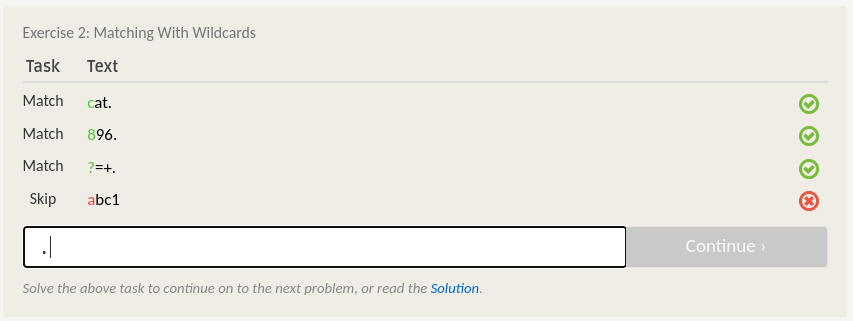 Exercise 2: Matching With Wildcards
Task Text
Match cat.
Match 896.
Match ?=+.
Skip abc1
.
Continue ›
Solve the above task to continue on to the next problem, or read the Solution.